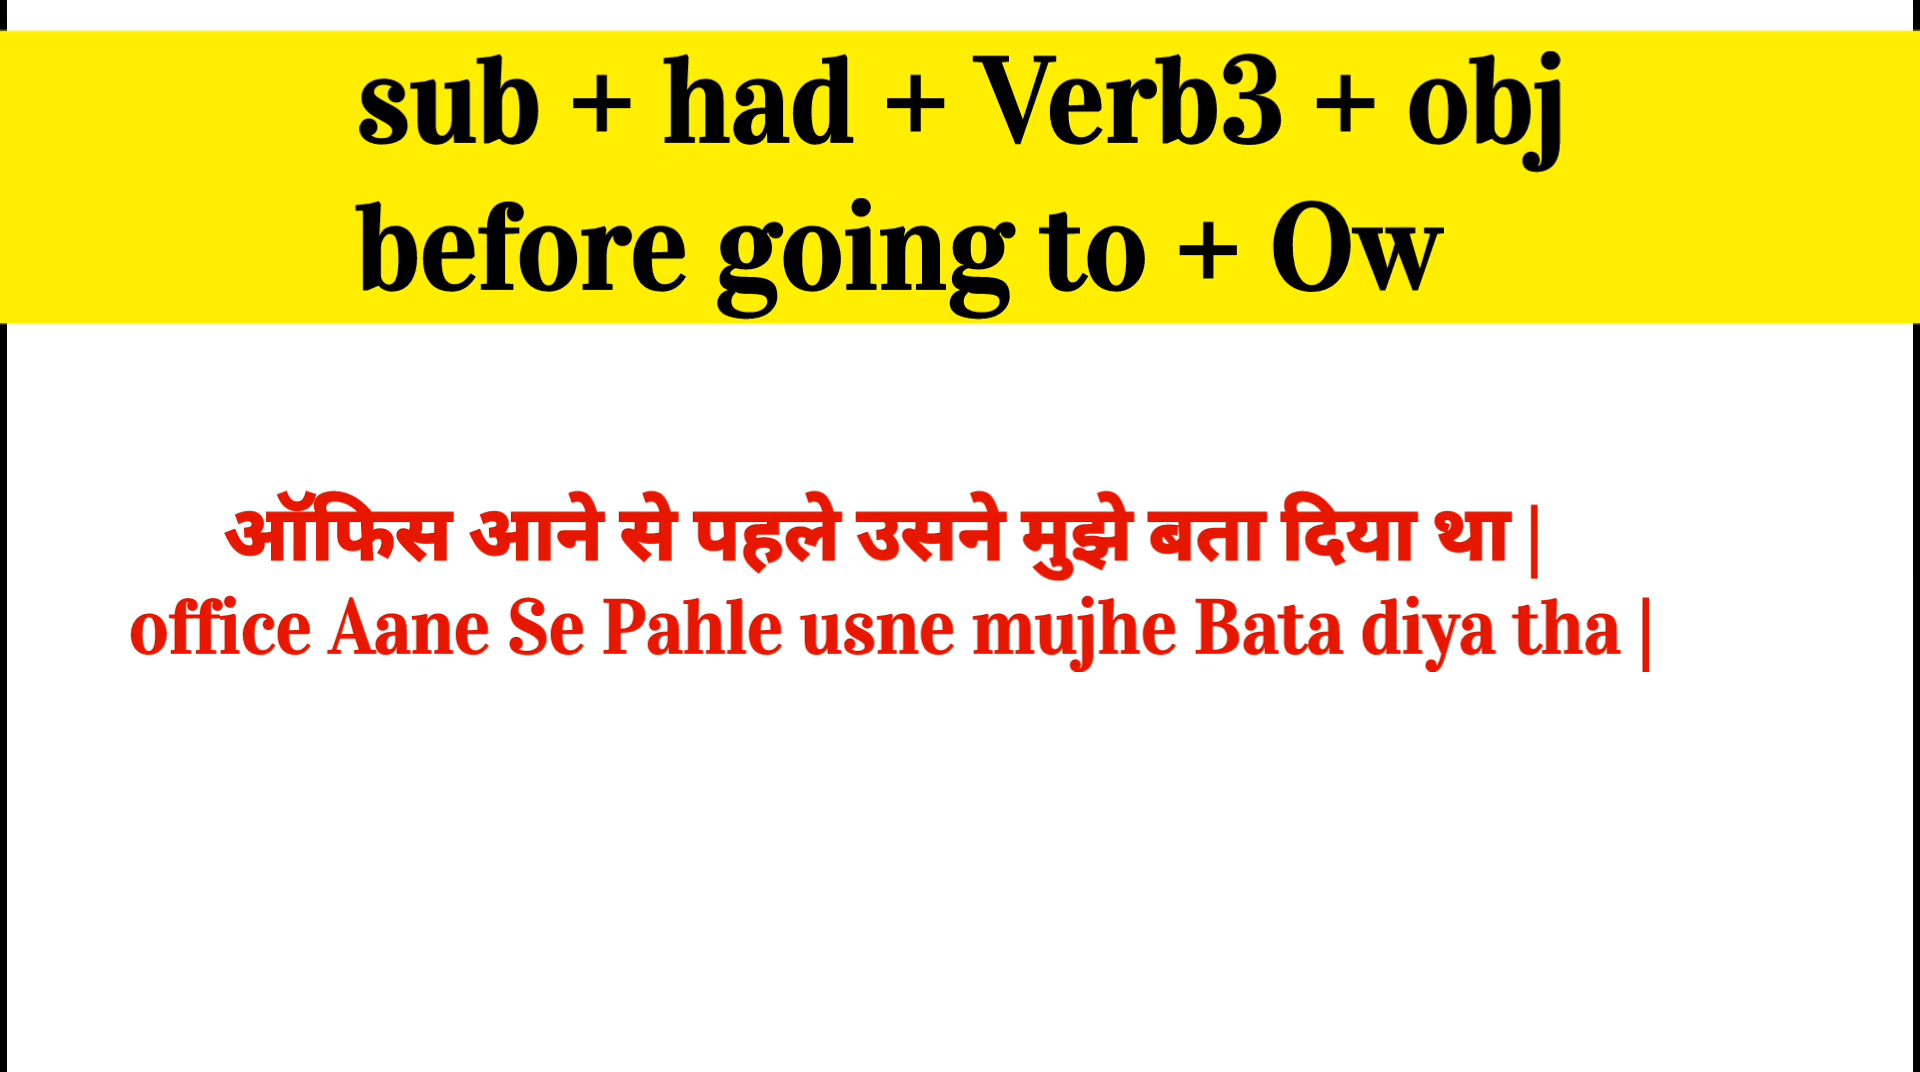 sub + had + Verb3 + obj
before going to + Ow
ऑफिस आने से पहले उसने मुझे बता दिया था |
office Aane Se Pahle usne mujhe Bata diya tha |